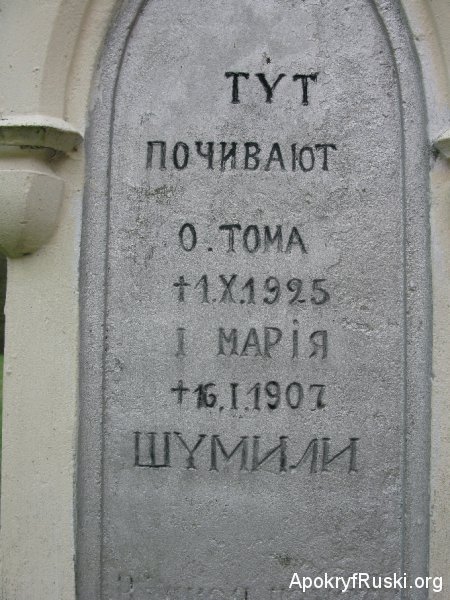 ТУТ
ПОЧИВАЮТ
О. ТОМА
†1.X.1925
І МАРІЯ
†16.I.1907
ШУМИЛИ
ApokryfRuski.org